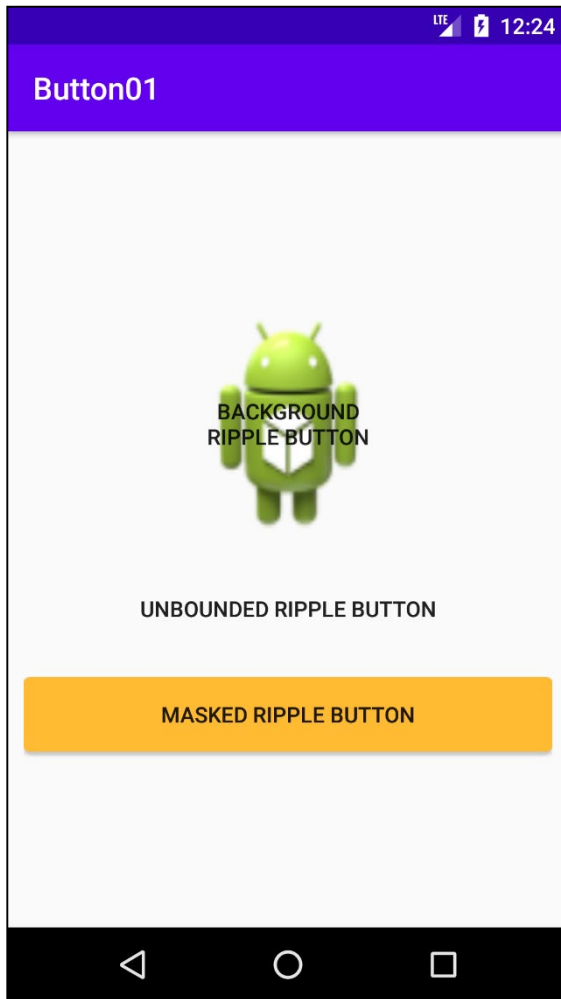 LTE 12:24
Button01
BACKGROUND
RIPPLE BUTTON
UNBOUNDED RIPPLE BUTTON
MASKED RIPPLE BUTTON